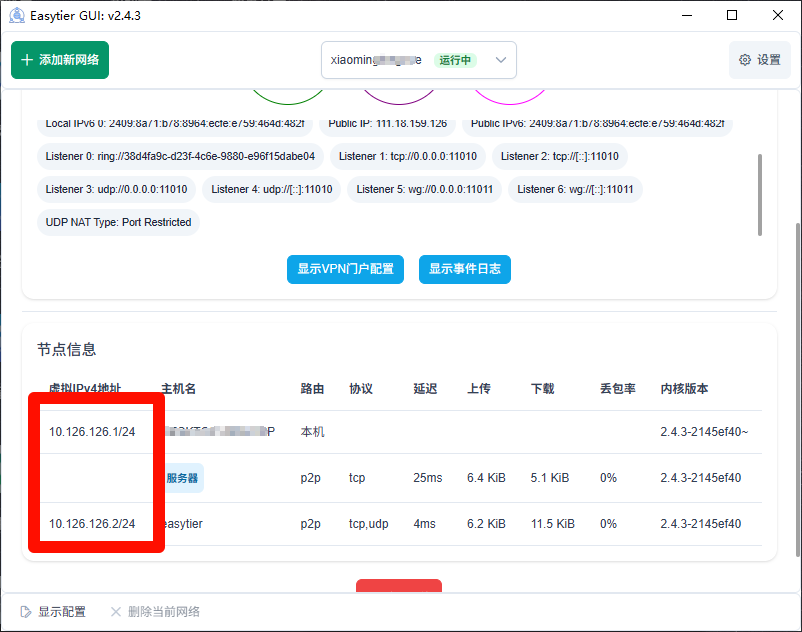 Easytier GUI: v2.4.3
添加新网络 运行中 设置
Local IPv6 0: 2409:8a71:b78:8964:ecfe:e759:464d:482f Public IP: 111.18.159.126 Public IPv6: 2409:8a71:b78:8964:ecfe:e759:464d:482f
Listener 0: ring://38d4fa9c-d23f-4c6e-9880-e96f15dabe04 Listener 1: tcp://0.0.0.0:11010 Listener 2: tcp://[::]:11010
Listener 3: udp://0.0.0.0:11010 Listener 4: udp://[::]:11010 Listener 5: wg://0.0.0.0:11011 Listener 6: wg://[::]:11011
UDP NAT Type: Port Restricted
显示VPN门户配置 显示事件日志
节点信息
虚拟IPv4地址 主机名 路由 协议 延迟 上传 下载 丢包率 内核版本
10.126.126.1/24 本机 2.4.3-2145ef40~
服务器 p2p tcp 25ms 6.4 KiB 5.1 KiB 0% 2.4.3-2145ef40
10.126.126.2/24 easytier p2p tcp,udp 4ms 6.2 KiB 11.5 KiB 0% 2.4.3-2145ef40
显示配置 删除当前网络